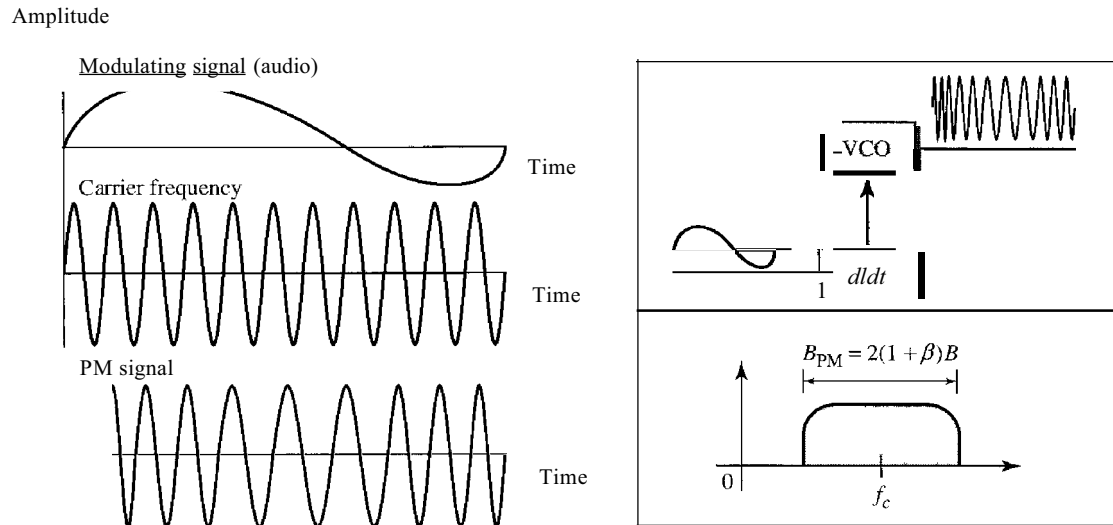 Amplitude
Modulating signal (audio)
Time
Carrier frequency
Time
PM signal
Time
–VCO
dldt
1
B_PM = 2(1 + β)B
0
f_c